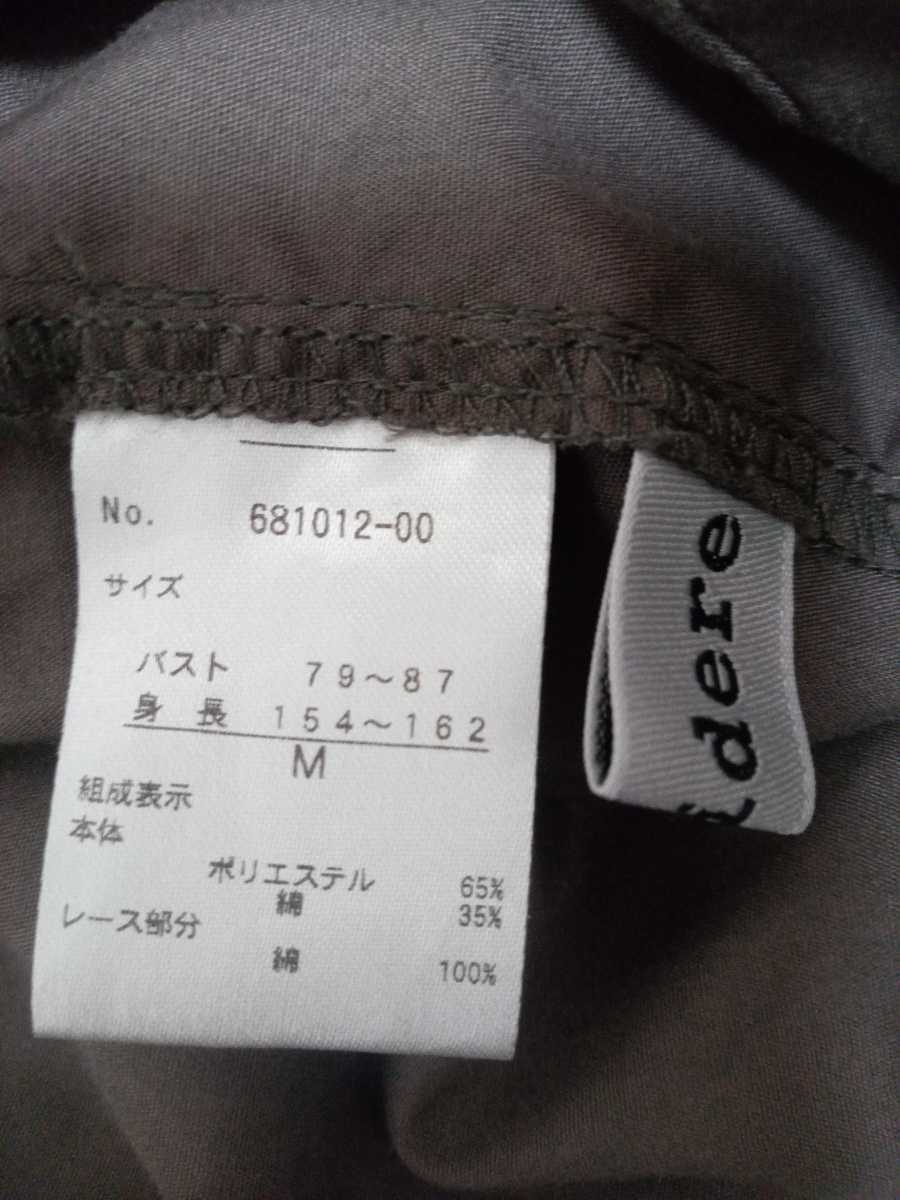 No. 681012-00
サイズ
バスト 79～87
身長 154～162
M
組成表示
本体
ポリエステル 65%
綿 35%
レース部分
綿 100%
dere